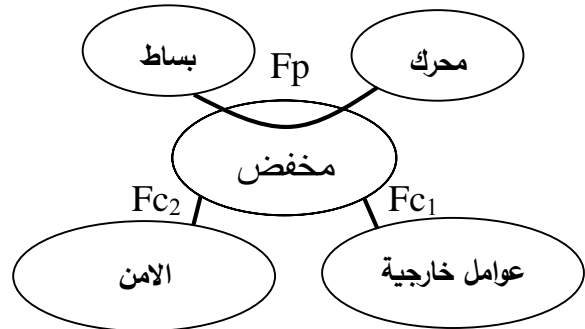 محرك
بساط
Fp
مخفض
Fc₁
Fc₂
عوامل خارجية
الامن